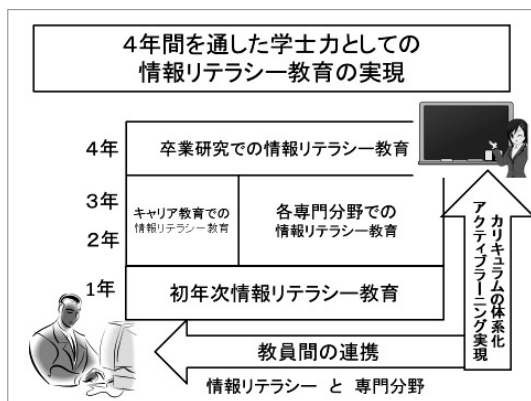 4年間を通した学士力としての
情報リテラシー教育の実現
4年
卒業研究での情報リテラシー教育
3年
2年
キャリア教育での
情報リテラシー教育
各専門分野での
情報リテラシー教育
1年
初年次情報リテラシー教育
カリキュラムの体系化
アクティブラーニング実現
教員間の連携
情報リテラシー と 専門分野